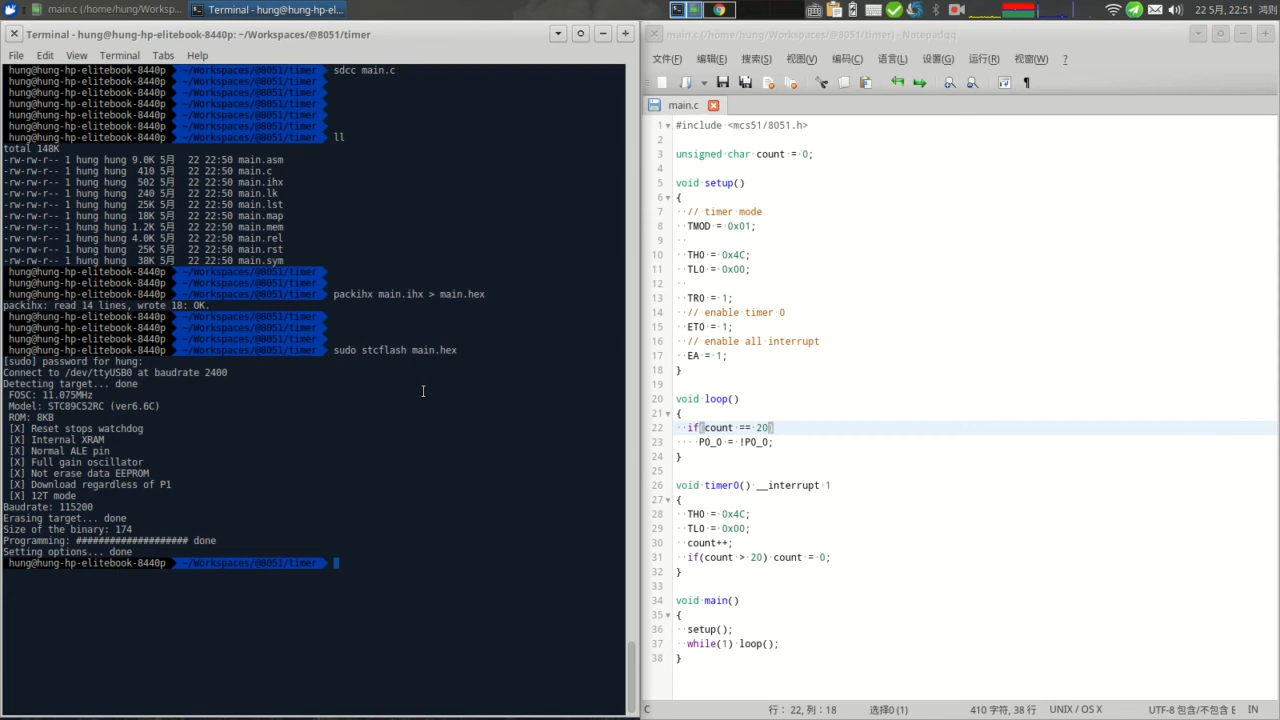 main.c (/home/hung/Worksp...
Terminal - hung@hung-hp-el...
22 5月, 22:51
Terminal - hung@hung-hp-elitebook-8440p: ~/Workspaces/@8051/timer
File Edit View Terminal Tabs Help
hung@hung-hp-elitebook-8440p ~/Workspaces/@8051/timer sdcc main.c
hung@hung-hp-elitebook-8440p ~/Workspaces/@8051/timer
hung@hung-hp-elitebook-8440p ~/Workspaces/@8051/timer
hung@hung-hp-elitebook-8440p ~/Workspaces/@8051/timer
hung@hung-hp-elitebook-8440p ~/Workspaces/@8051/timer
hung@hung-hp-elitebook-8440p ~/Workspaces/@8051/timer
hung@hung-hp-elitebook-8440p ~/Workspaces/@8051/timer ll
total 148K
-rw-rw-r-- 1 hung hung 9.0K 5月 22 22:50 main.asm
-rw-rw-r-- 1 hung hung 410 5月 22 22:50 main.c
-rw-rw-r-- 1 hung hung 502 5月 22 22:50 main.ihx
-rw-rw-r-- 1 hung hung 240 5月 22 22:50 main.lk
-rw-rw-r-- 1 hung hung 25K 5月 22 22:50 main.lst
-rw-rw-r-- 1 hung hung 18K 5月 22 22:50 main.map
-rw-rw-r-- 1 hung hung 1.2K 5月 22 22:50 main.mem
-rw-rw-r-- 1 hung hung 4.0K 5月 22 22:50 main.rel
-rw-rw-r-- 1 hung hung 25K 5月 22 22:50 main.rst
-rw-rw-r-- 1 hung hung 38K 5月 22 22:50 main.sym
hung@hung-hp-elitebook-8440p ~/Workspaces/@8051/timer
hung@hung-hp-elitebook-8440p ~/Workspaces/@8051/timer
hung@hung-hp-elitebook-8440p ~/Workspaces/@8051/timer packihx main.ihx > main.hex
packihx: read 14 lines, wrote 18: OK.
hung@hung-hp-elitebook-8440p ~/Workspaces/@8051/timer
hung@hung-hp-elitebook-8440p ~/Workspaces/@8051/timer
hung@hung-hp-elitebook-8440p ~/Workspaces/@8051/timer
hung@hung-hp-elitebook-8440p ~/Workspaces/@8051/timer sudo stcflash main.hex
[sudo] password for hung:
Connect to /dev/ttyUSB0 at baudrate 2400
Detecting target... done
FOSC: 11.075MHz
Model: STC89C52RC (ver6.6C)
ROM: 8KB
[X] Reset stops watchdog
[X] Internal XRAM
[X] Normal ALE pin
[X] Full gain oscillator
[X] Not erase data EEPROM
[X] Download regardless of P1
[X] 12T mode
Baudrate: 115200
Erasing target... done
Size of the binary: 174
Programming: #################### done
Setting options... done
hung@hung-hp-elitebook-8440p ~/Workspaces/@8051/timer
main.c (/home/hung/Workspaces/@8051/timer) - Notepadqq
文件(F) 编辑(E) 搜索(S) 视图(V) 编码(C) 语言(L) 设置(G) 运行(R) 视窗(W) ?
main.c
1 #include <mcs51/8051.h>
2
3 unsigned char count = 0;
4
5 void setup()
6 {
7 // timer mode
8 TMOD = 0x01;
9
10 TH0 = 0x4C;
11 TL0 = 0x00;
12
13 TR0 = 1;
14 // enable timer 0
15 ET0 = 1;
16 // enable all interrupt
17 EA = 1;
18 }
19
20 void loop()
21 {
22 if(count == 20)
23 P0_0 = !P0_0;
24 }
25
26 void timer0() __interrupt 1
27 {
28 TH0 = 0x4C;
29 TL0 = 0x00;
30 count++;
31 if(count > 20) count = 0;
32 }
33
34 void main()
35 {
36 setup();
37 while(1) loop();
38 }
C 行：22, 列：18 选择0 (1) 410 字符, 38 行 UNIX / OS X UTF-8 包含/不包含 E IN